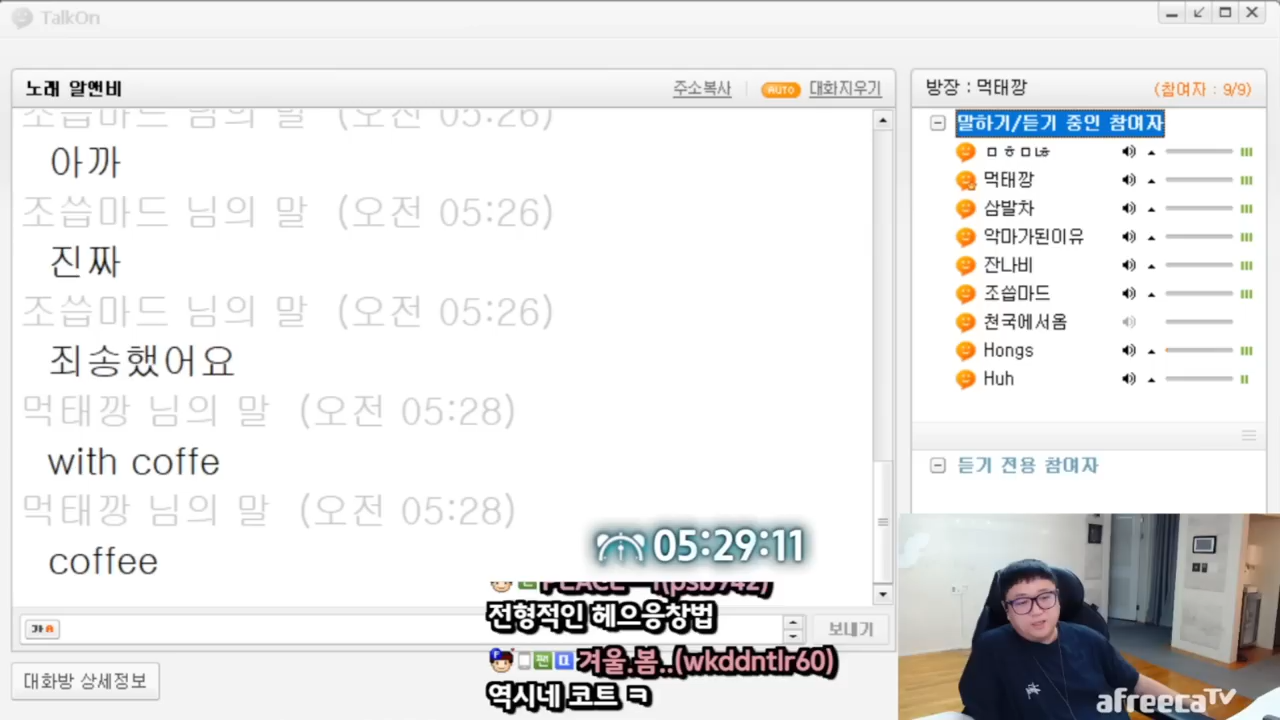 TalkOn
노래 알앤비
주소복사
AUTO
대화지우기
조씁마드 님의 말 (오전 05:26)
아까
조씁마드 님의 말 (오전 05:26)
진짜
조씁마드 님의 말 (오전 05:26)
죄송했어요
먹태깡 님의 말 (오전 05:28)
with coffe
먹태깡 님의 말 (오전 05:28)
coffee
가
보내기
대화방 상세정보
방장 : 먹태깡
(참여자 : 9/9)
말하기/듣기 중인 참여자
먹태깡
삼발차
악마가된이유
잔나비
조씁마드
천국에서옴
Hongs
Huh
듣기 전용 참여자
05:29:11
전형적인 헤으응창법
팬
겨울.봄..(wkddntlr60)
역시네 코트 ㅋ
afreecaTV